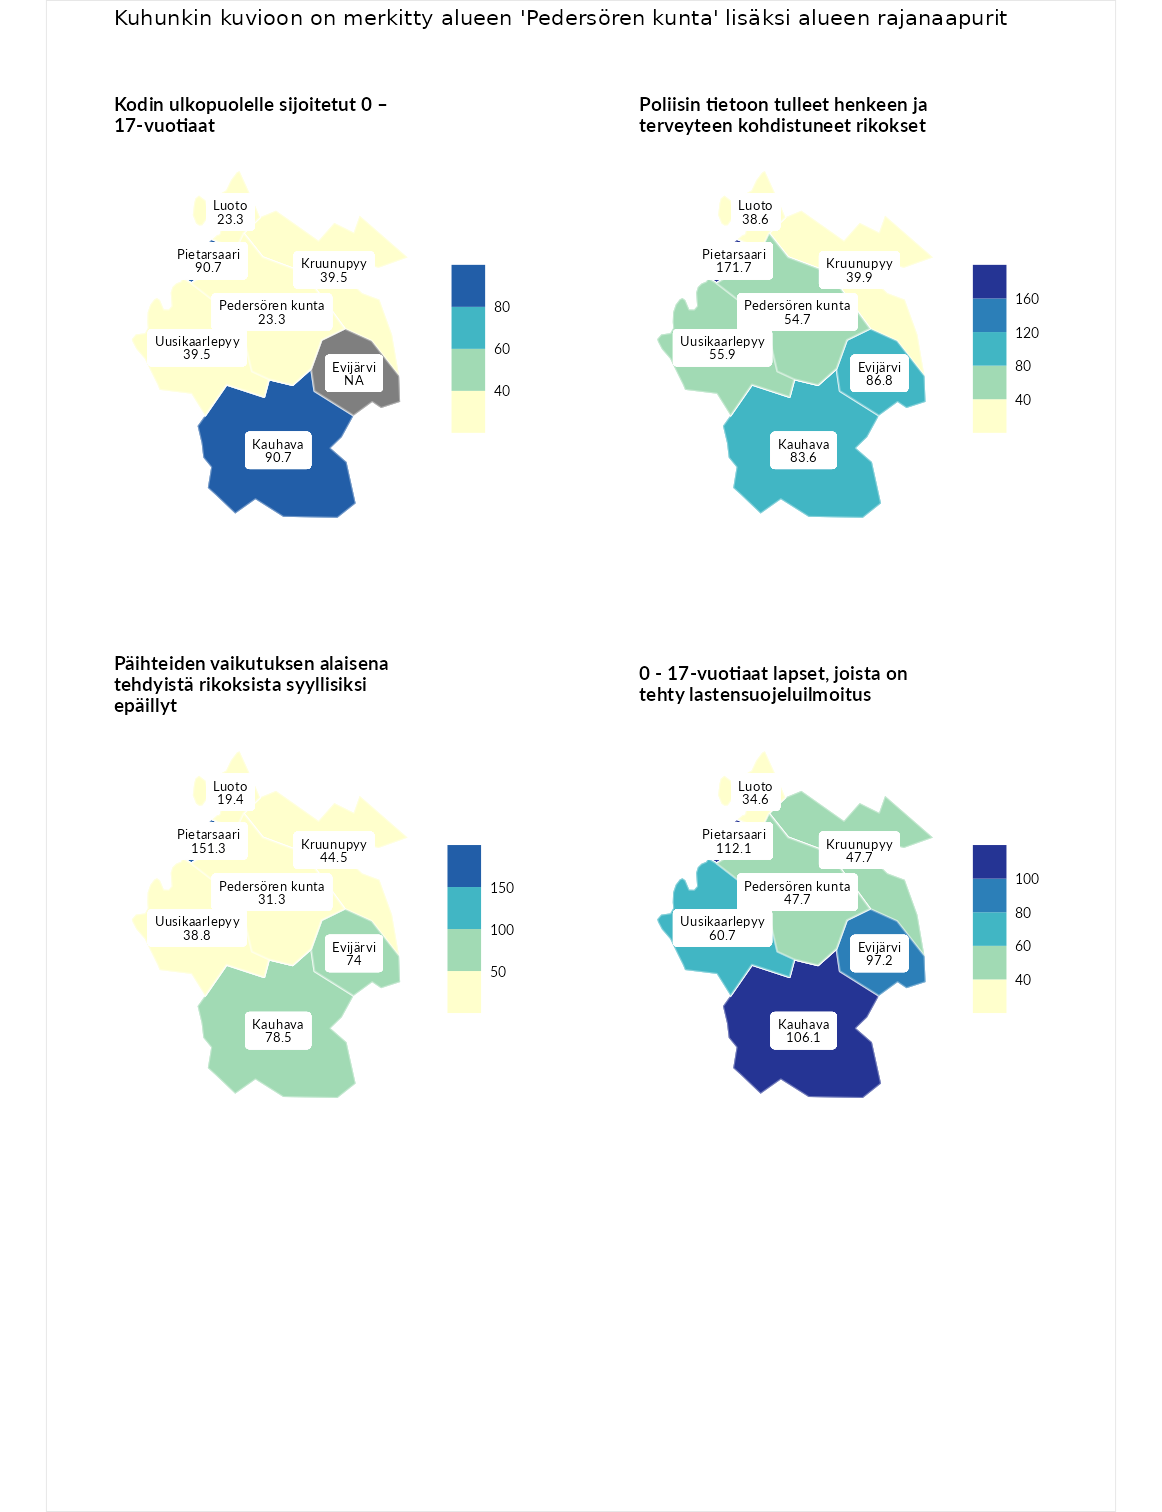 Kuhunkin kuvioon on merkitty alueen 'Pedersören kunta' lisäksi alueen rajanaapurit
Kodin ulkopuolelle sijoitetut 0 –
17-vuotiaat
Luoto
23.3
Pietarsaari
90.7
Kruunupyy
39.5
Pedersören kunta
23.3
Uusikaarlepyy
39.5
Evijärvi
NA
Kauhava
90.7
80
60
40
Poliisin tietoon tulleet henkeen ja
terveyteen kohdistuneet rikokset
Luoto
38.6
Pietarsaari
171.7
Kruunupyy
39.9
Pedersören kunta
54.7
Uusikaarlepyy
55.9
Evijärvi
86.8
Kauhava
83.6
160
120
80
40
Päihteiden vaikutuksen alaisena
tehdyistä rikoksista syyllisiksi
epäillyt
Luoto
19.4
Pietarsaari
151.3
Kruunupyy
44.5
Pedersören kunta
31.3
Uusikaarlepyy
38.8
Evijärvi
74
Kauhava
78.5
150
100
50
0 - 17-vuotiaat lapset, joista on
tehty lastensuojeluilmoitus
Luoto
34.6
Pietarsaari
112.1
Kruunupyy
47.7
Pedersören kunta
47.7
Uusikaarlepyy
60.7
Evijärvi
97.2
Kauhava
106.1
100
80
60
40